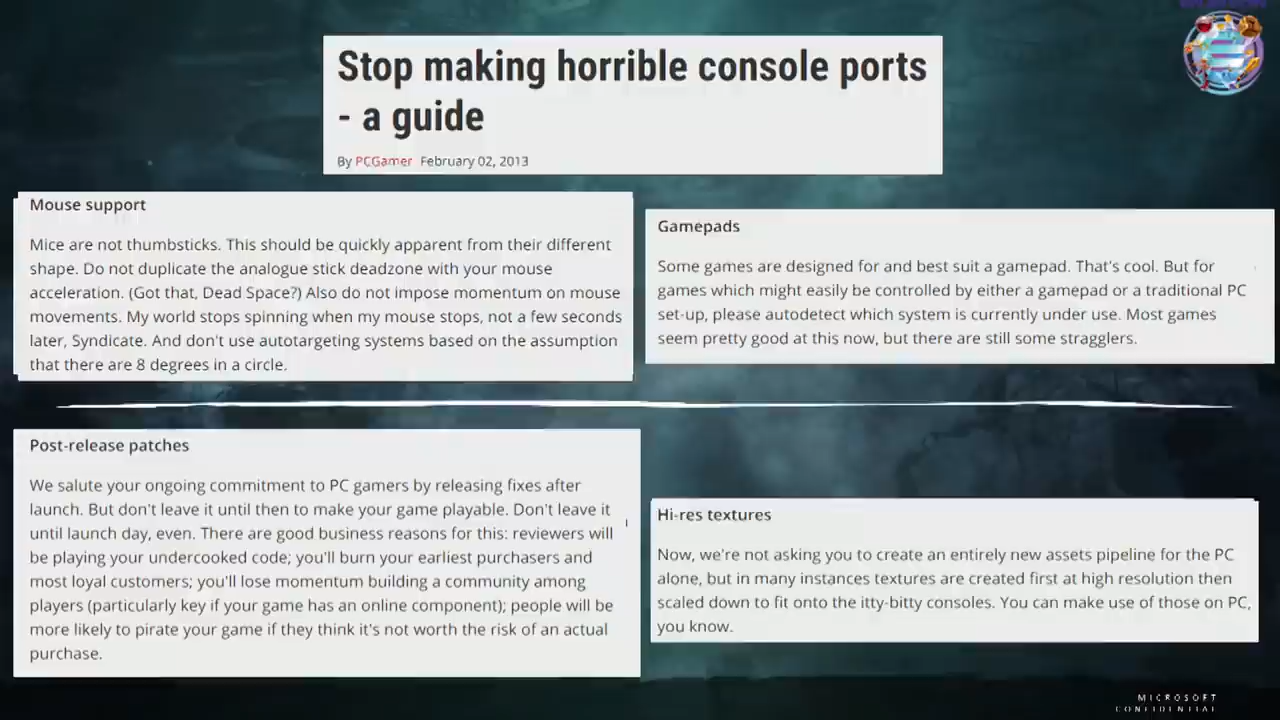 Stop making horrible console ports
- a guide
By PCGamer February 02, 2013
Mouse support
Mice are not thumbsticks. This should be quickly apparent from their different
shape. Do not duplicate the analogue stick deadzone with your mouse
acceleration. (Got that, Dead Space?) Also do not impose momentum on mouse
movements. My world stops spinning when my mouse stops, not a few seconds
later, Syndicate. And don't use autotargeting systems based on the assumption
that there are 8 degrees in a circle.
Gamepads
Some games are designed for and best suit a gamepad. That's cool. But for
games which might easily be controlled by either a gamepad or a traditional PC
set-up, please autodetect which system is currently under use. Most games
seem pretty good at this now, but there are still some stragglers.
Post-release patches
We salute your ongoing commitment to PC gamers by releasing fixes after
launch. But don't leave it until then to make your game playable. Don't leave it
until launch day, even. There are good business reasons for this: reviewers will
be playing your undercooked code; you'll burn your earliest purchasers and
most loyal customers; you'll lose momentum building a community among
players (particularly key if your game has an online component); people will be
more likely to pirate your game if they think it's not worth the risk of an actual
purchase.
Hi-res textures
Now, we're not asking you to create an entirely new assets pipeline for the PC
alone, but in many instances textures are created first at high resolution then
scaled down to fit onto the itty-bitty consoles. You can make use of those on PC,
you know.
MICROSOFT
CONFIDENTIAL